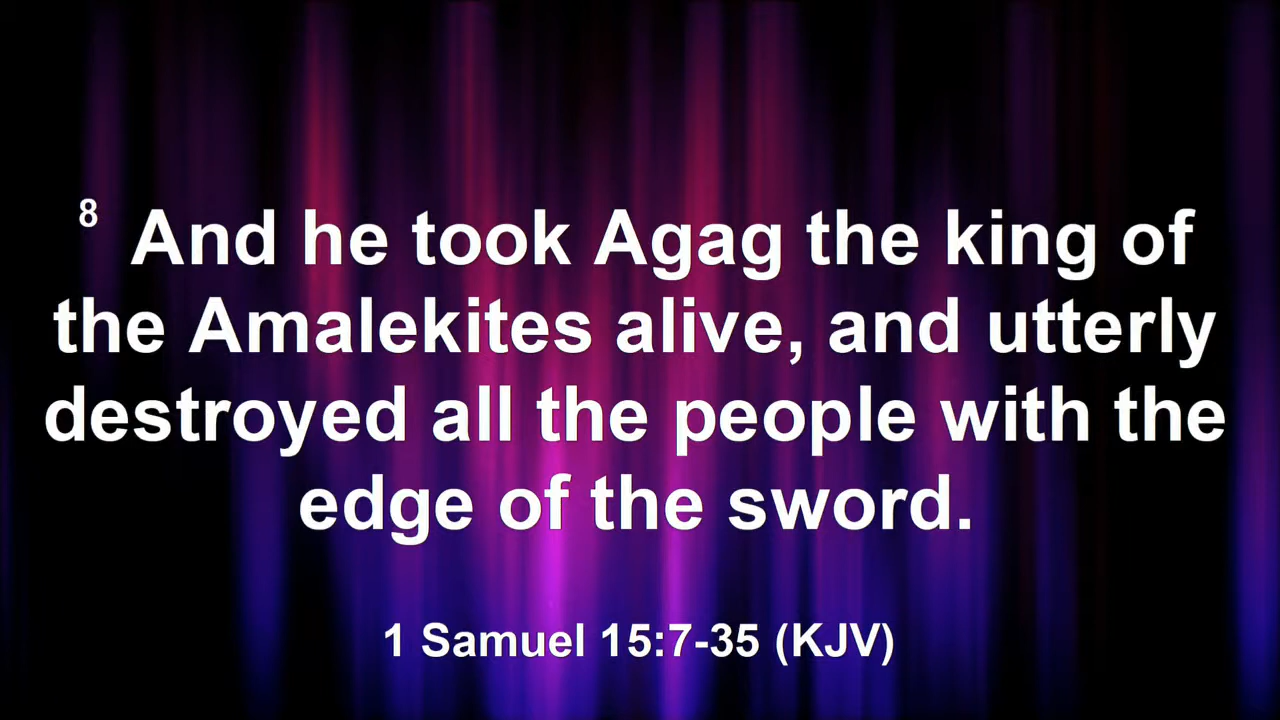 8 And he took Agag the king of
the Amalekites alive, and utterly
destroyed all the people with the
edge of the sword.
1 Samuel 15:7-35 (KJV)